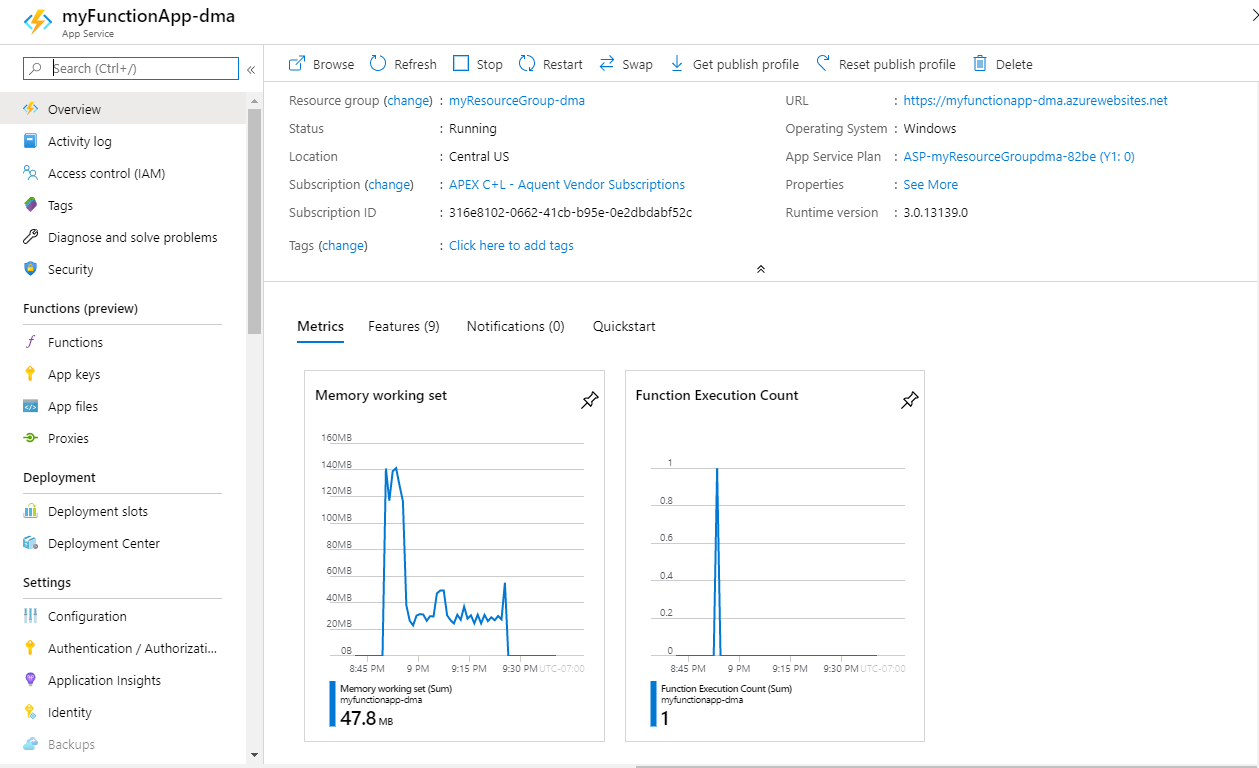 myFunctionApp-dma
App Service
Search (Ctrl+/)
«
Overview
Activity log
Access control (IAM)
Tags
Diagnose and solve problems
Security
Functions (preview)
Functions
App keys
App files
Proxies
Deployment
Deployment slots
Deployment Center
Settings
Configuration
Authentication / Authorizati...
Application Insights
Identity
Backups
Browse Refresh Stop Restart Swap Get publish profile Reset publish profile Delete
Resource group (change) : myResourceGroup-dma
Status : Running
Location : Central US
Subscription (change) : APEX C+L - Aquent Vendor Subscriptions
Subscription ID : 316e8102-0662-41cb-b95e-0e2dbdabf52c
Tags (change) : Click here to add tags
URL : https://myfunctionapp-dma.azurewebsites.net
Operating System : Windows
App Service Plan : ASP-myResourceGroupdma-82be (Y1: 0)
Properties : See More
Runtime version : 3.0.13139.0
Metrics Features (9) Notifications (0) Quickstart
Memory working set
160MB
140MB
120MB
100MB
80MB
60MB
40MB
20MB
0B
8:45 PM 9 PM 9:15 PM 9:30 PM UTC-07:00
Memory working set (Sum)
myfunctionapp-dma
47.8 MB
Function Execution Count
1
0.8
0.6
0.4
0.2
0
8:45 PM 9 PM 9:15 PM 9:30 PM UTC-07:00
Function Execution Count (Sum)
myfunctionapp-dma
1